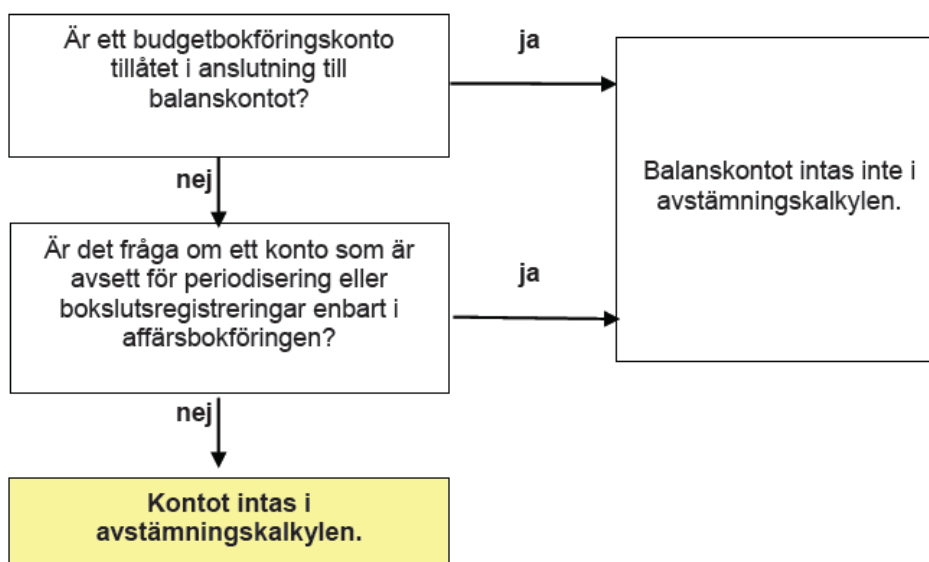 Är ett budgetbokföringskonto
tillåtet i anslutning till
balanskontot?
ja
nej
Balanskontot intas inte i
avstämningskalkylen.
Är det fråga om ett konto som är
avsett för periodisering eller
bokslutsregistreringar enbart i
affärsbokföringen?
ja
nej
Kontot intas i
avstämningskalkylen.